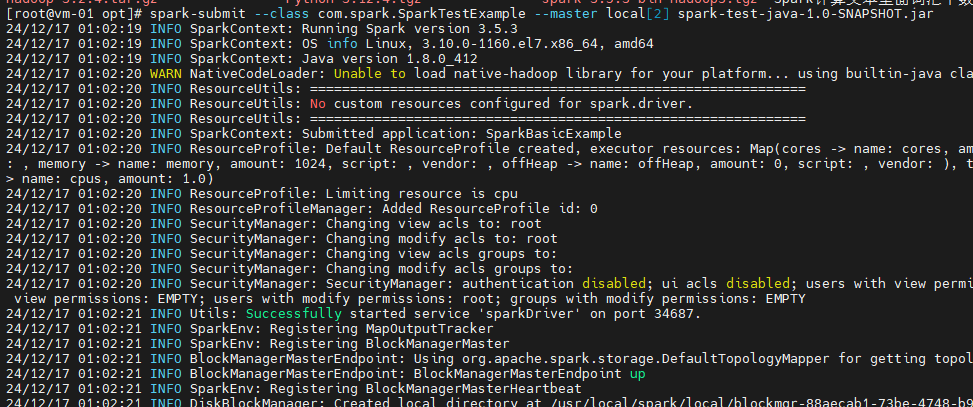 hadoop-3.2.4.tar.gz Python-3.12.4.tgz spark-3.5.3-bin-hadoop3.tgz
[root@vm-01 opt]# spark-submit --class com.spark.SparkTestExample --master local[2] spark-test-java-1.0-SNAPSHOT.jar
24/12/17 01:02:19 INFO SparkContext: Running Spark version 3.5.3
24/12/17 01:02:19 INFO SparkContext: OS info Linux, 3.10.0-1160.el7.x86_64, amd64
24/12/17 01:02:19 INFO SparkContext: Java version 1.8.0_412
24/12/17 01:02:20 WARN NativeCodeLoader: Unable to load native-hadoop library for your platform... using builtin-java cla
24/12/17 01:02:20 INFO ResourceUtils: ==============================================================
24/12/17 01:02:20 INFO ResourceUtils: No custom resources configured for spark.driver.
24/12/17 01:02:20 INFO ResourceUtils: ==============================================================
24/12/17 01:02:20 INFO SparkContext: Submitted application: SparkBasicExample
24/12/17 01:02:20 INFO ResourceProfile: Default ResourceProfile created, executor resources: Map(cores -> name: cores, am
: , memory -> name: memory, amount: 1024, script: , vendor: , offHeap -> name: offHeap, amount: 0, script: , vendor: ), t
> name: cpus, amount: 1.0)
24/12/17 01:02:20 INFO ResourceProfile: Limiting resource is cpu
24/12/17 01:02:20 INFO ResourceProfileManager: Added ResourceProfile id: 0
24/12/17 01:02:20 INFO SecurityManager: Changing view acls to: root
24/12/17 01:02:20 INFO SecurityManager: Changing modify acls to: root
24/12/17 01:02:20 INFO SecurityManager: Changing view acls groups to:
24/12/17 01:02:20 INFO SecurityManager: Changing modify acls groups to:
24/12/17 01:02:20 INFO SecurityManager: SecurityManager: authentication disabled; ui acls disabled; users with view permi
view permissions: EMPTY; users with modify permissions: root; groups with modify permissions: EMPTY
24/12/17 01:02:21 INFO Utils: Successfully started service 'sparkDriver' on port 34687.
24/12/17 01:02:21 INFO SparkEnv: Registering MapOutputTracker
24/12/17 01:02:21 INFO SparkEnv: Registering BlockManagerMaster
24/12/17 01:02:21 INFO BlockManagerMasterEndpoint: Using org.apache.spark.storage.DefaultTopologyMapper for getting topol
24/12/17 01:02:21 INFO BlockManagerMasterEndpoint: BlockManagerMasterEndpoint up
24/12/17 01:02:21 INFO SparkEnv: Registering BlockManagerMasterHeartbeat
24/12/17 01:02:21 INFO DiskBlockManager: Created local directory at /usr/local/spark/local/blockmgr-88aecab1-73be-4748-b9